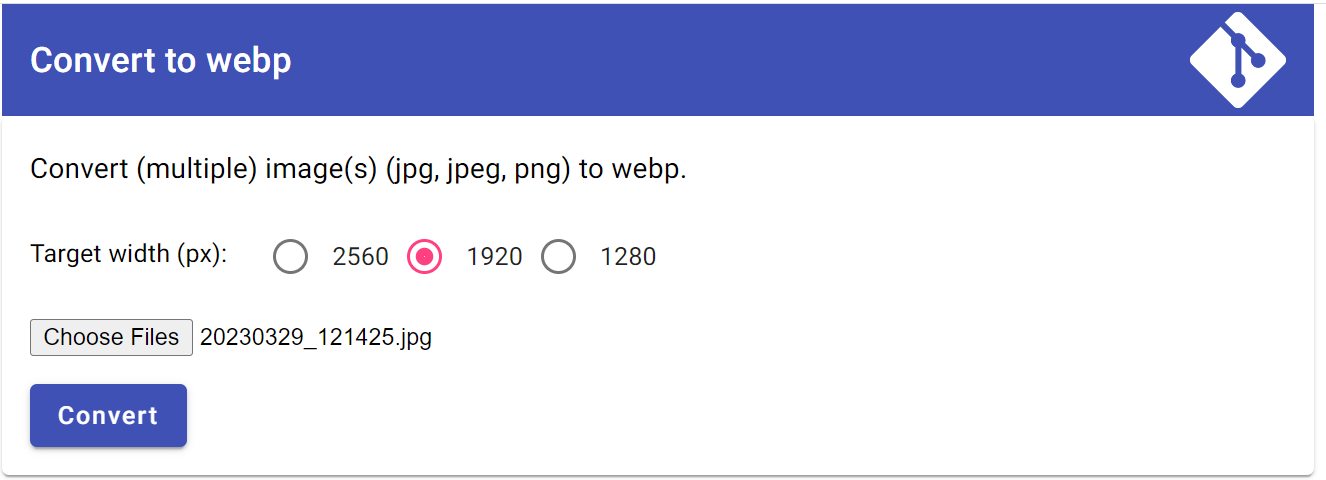 Convert to webp
Convert (multiple) image(s) (jpg, jpeg, png) to webp.
Target width (px): 2560 1920 1280
Choose Files 20230329_121425.jpg
Convert